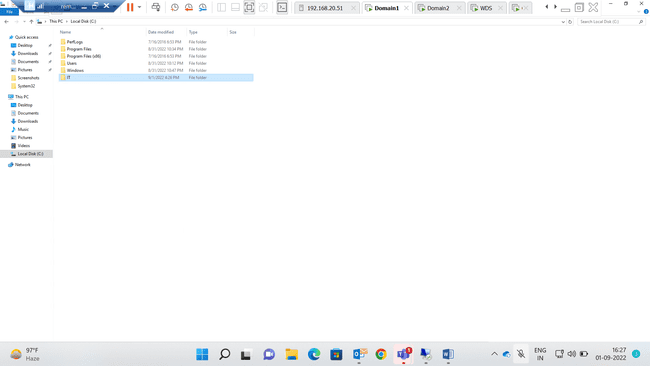 rem...
192.168.20.51
Domain1
Domain2
WDS
File
This PC
Local Disk (C:)
Search Local Disk (C:)
Name
Date modified
Type
Size
Quick access
Desktop
Downloads
Documents
Pictures
Screenshots
System32
This PC
Desktop
Documents
Downloads
Music
Pictures
Videos
Local Disk (C:)
Network
PerfLogs 7/16/2016 6:53 PM File folder
Program Files 8/31/2022 10:34 PM File folder
Program Files (x86) 7/16/2016 6:53 PM File folder
Users 8/31/2022 10:12 PM File folder
Windows 8/31/2022 10:47 PM File folder
IT 9/1/2022 4:26 PM File folder
97°F
Haze
ENG
IN
16:27
01-09-2022